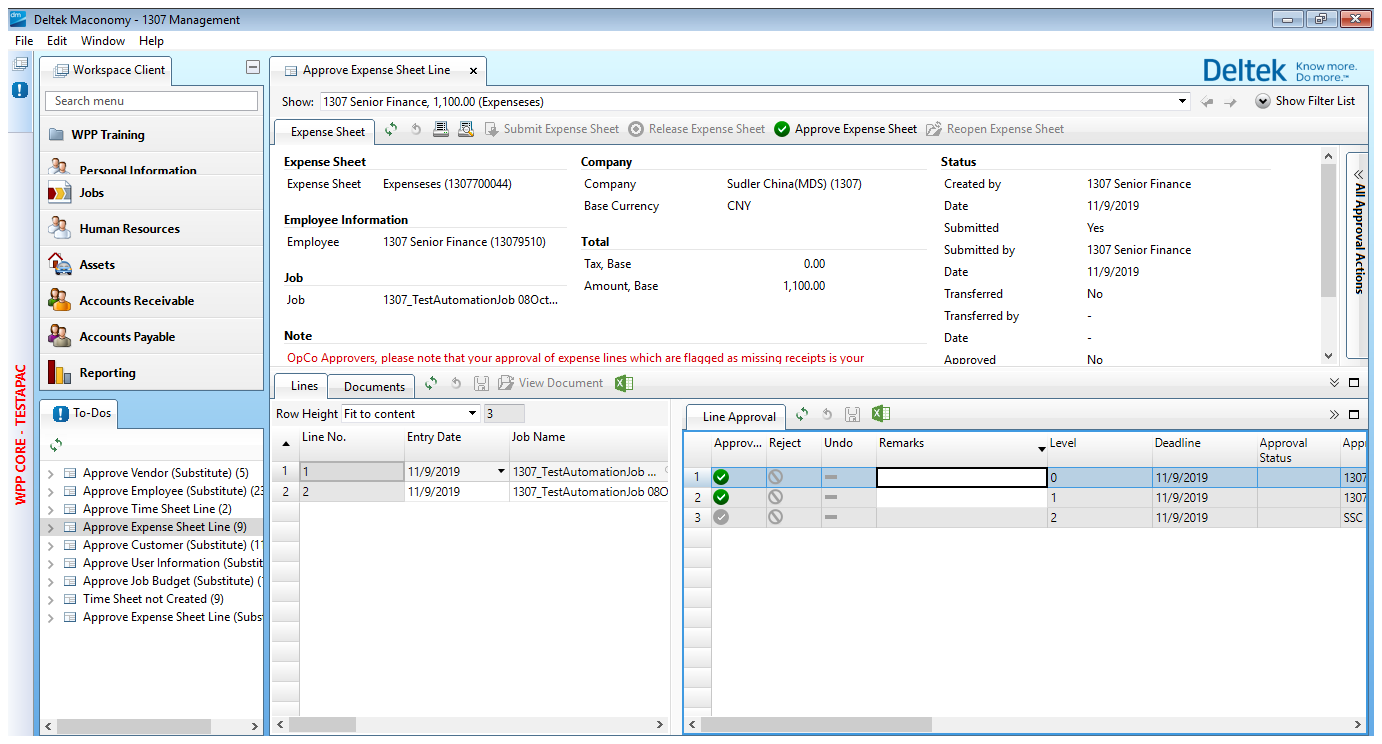 Deltek Maconomy - 1307 Management
File Edit Window Help
Workspace Client
Approve Expense Sheet Line x
Deltek Know more. Do more.™
Search menu
Show: 1307 Senior Finance, 1,100.00 (Expenseses)
Show Filter List
WPP Training
Personal Information
Jobs
Human Resources
Assets
Accounts Receivable
Accounts Payable
Reporting
WPP CORE - TESTAPAC
To-Dos
Approve Vendor (Substitute) (5)
Approve Employee (Substitute) (23
Approve Time Sheet Line (2)
Approve Expense Sheet Line (9)
Approve Customer (Substitute) (11
Approve User Information (Substit
Approve Job Budget (Substitute) (
Time Sheet not Created (9)
Approve Expense Sheet Line (Subs
Expense Sheet Submit Expense Sheet Release Expense Sheet Approve Expense Sheet Reopen Expense Sheet
Expense Sheet
Expense Sheet Expenseses (1307700044)
Employee Information
Employee 1307 Senior Finance (13079510)
Job
Job 1307_TestAutomationJob 08Oct...
Note
OpCo Approvers, please note that your approval of expense lines which are flagged as missing receipts is your
Company
Company Sudler China(MDS) (1307)
Base Currency CNY
Total
Tax, Base 0.00
Amount, Base 1,100.00
Status
Created by 1307 Senior Finance
Date 11/9/2019
Submitted Yes
Submitted by 1307 Senior Finance
Date 11/9/2019
Transferred No
Transferred by -
Date -
Approved No
All Approval Actions
Lines Documents View Document
Row Height Fit to content 3
Line No. Entry Date Job Name
1 1 11/9/2019 1307_TestAutomationJob ...
2 2 11/9/2019 1307_TestAutomationJob 08O
Line Approval
Approv... Reject Undo Remarks Level Deadline Approval Status App
1 0 11/9/2019 1307
2 1 11/9/2019 1307
3 2 11/9/2019 SSC